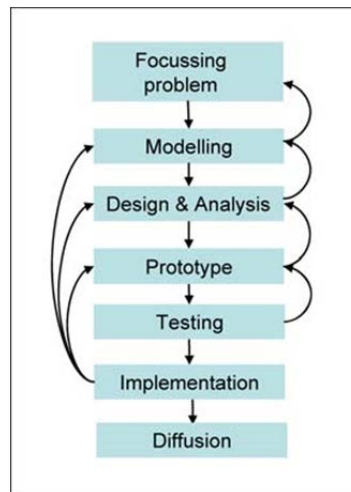 Focussing
problem
Modelling
Design & Analysis
Prototype
Testing
Implementation
Diffusion